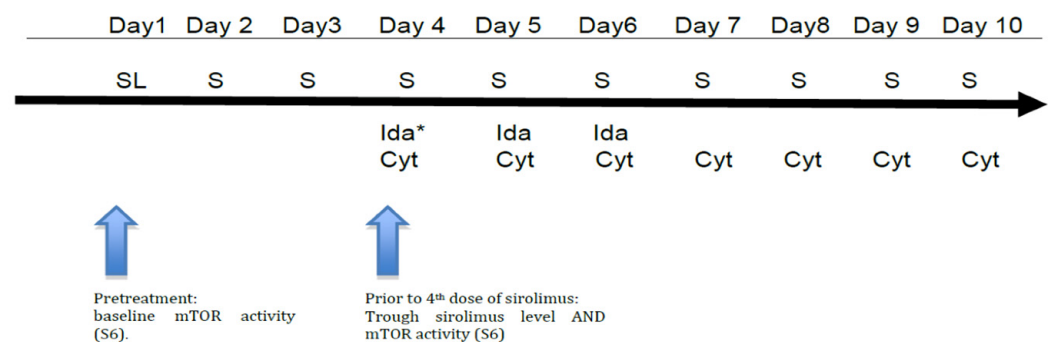 Day1 Day 2 Day3 Day 4 Day 5 Day6 Day 7 Day8 Day 9 Day 10
SL S S S S S S S S S
Ida* Ida Ida
Cyt Cyt Cyt Cyt Cyt Cyt Cyt
Pretreatment:
baseline mTOR activity
(S6).
Prior to 4th dose of sirolimus:
Trough sirolimus level AND
mTOR activity (S6)